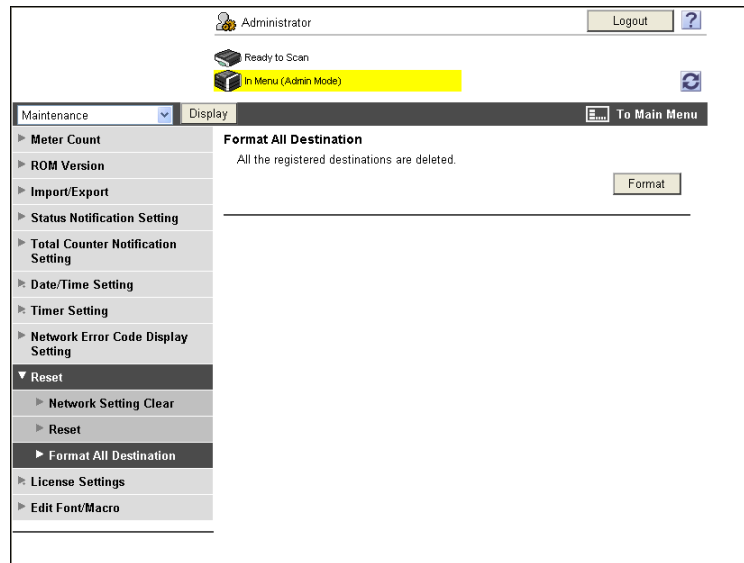 Administrator
Logout
?
Ready to Scan
In Menu (Admin Mode)
Maintenance
Display
To Main Menu
Meter Count
ROM Version
Import/Export
Status Notification Setting
Total Counter Notification
Setting
Date/Time Setting
Timer Setting
Network Error Code Display
Setting
Reset
Network Setting Clear
Reset
Format All Destination
License Settings
Edit Font/Macro
Format All Destination
All the registered destinations are deleted.
Format